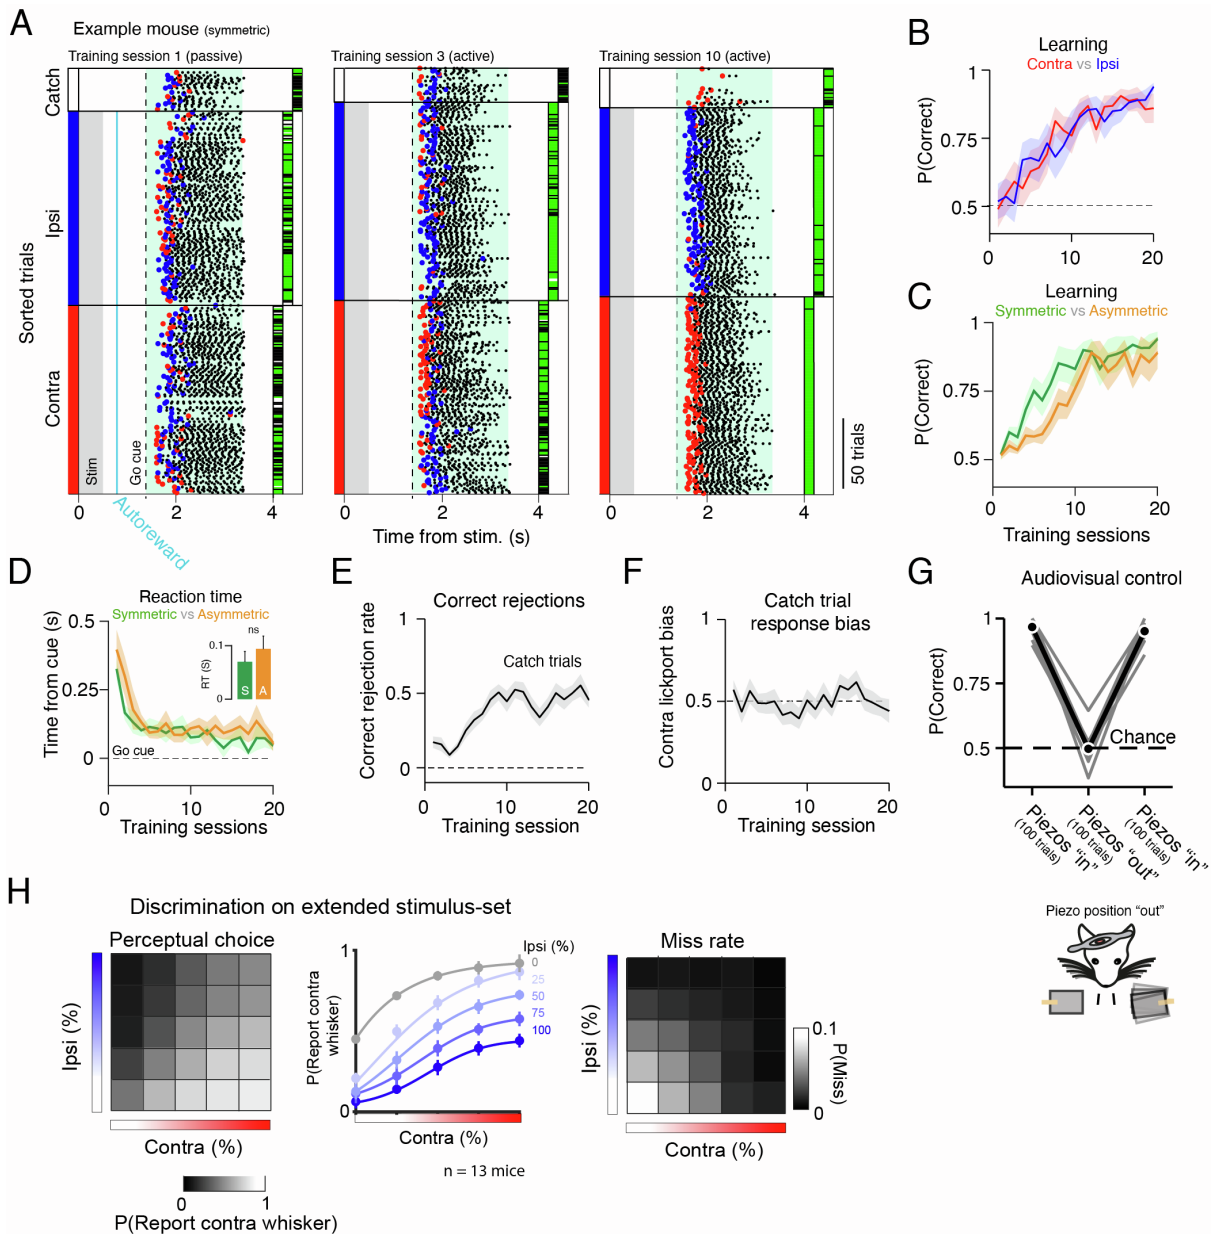 A
Example mouse (symmetric)
Training session 1 (passive)
Training session 3 (active)
Training session 10 (active)
Catch
Ipsi
Contra
Sorted trials
Stim
Go cue
Autoreward
50 trials
0 2 4
0 2 4
0 2 4
Time from stim. (s)
B
Learning
Contra vs Ipsi
P(Correct)
1
0.75
0.5
0 10 20
C
Learning
Symmetric vs Asymmetric
P(Correct)
1
0.75
0.5
0 10 20
Training sessions
D
Reaction time
Symmetric vs Asymmetric
Time from cue (s)
0.5
0.25
0
Go cue
ns
RT (S)
0.1
0
S A
0 10 20
Training sessions
E
Correct rejections
Correct rejection rate
1
0.5
0
Catch trials
0 10 20
Training session
F
Catch trial
response bias
Contra lickport bias
1
0.5
0
0 10 20
Training session
G
Audiovisual control
P(Correct)
1
0.75
0.5
Chance
Piezos “in”
(100 trials)
Piezos “out”
(100 trials)
Piezos “in”
(100 trials)
Piezo position “out”
H
Discrimination on extended stimulus-set
Perceptual choice
Ipsi (%)
Contra (%)
0 1
P(Report contra whisker)
P(Report contra
whisker)
1
0
Ipsi (%)
0
25
50
75
100
Contra (%)
n = 13 mice
Miss rate
Ipsi (%)
Contra (%)
0.1
0
P(Miss)